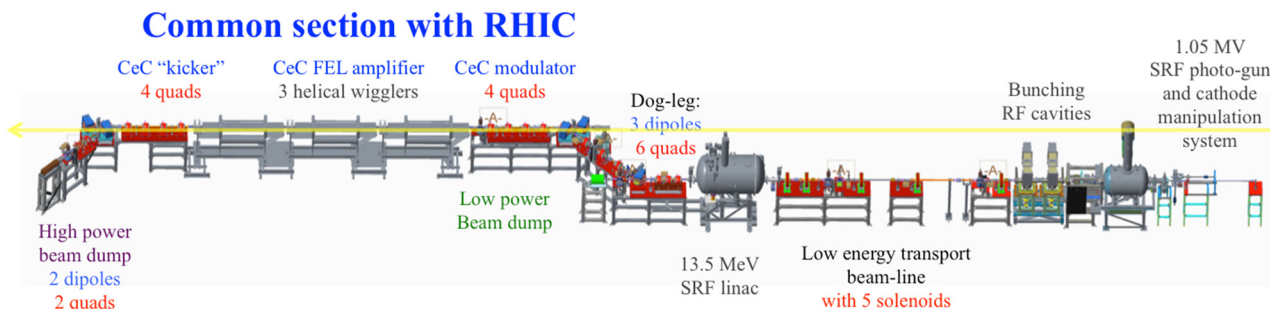 Common section with RHIC
CeC “kicker”
4 quads
CeC FEL amplifier
3 helical wigglers
CeC modulator
4 quads
Dog-leg:
3 dipoles
6 quads
Bunching
RF cavities
1.05 MV
SRF photo-gun
and cathode
manipulation
system
-A-
-A-
-A-
Low power
Beam dump
High power
beam dump
2 dipoles
2 quads
13.5 MeV
SRF linac
Low energy transport
beam-line
with 5 solenoids